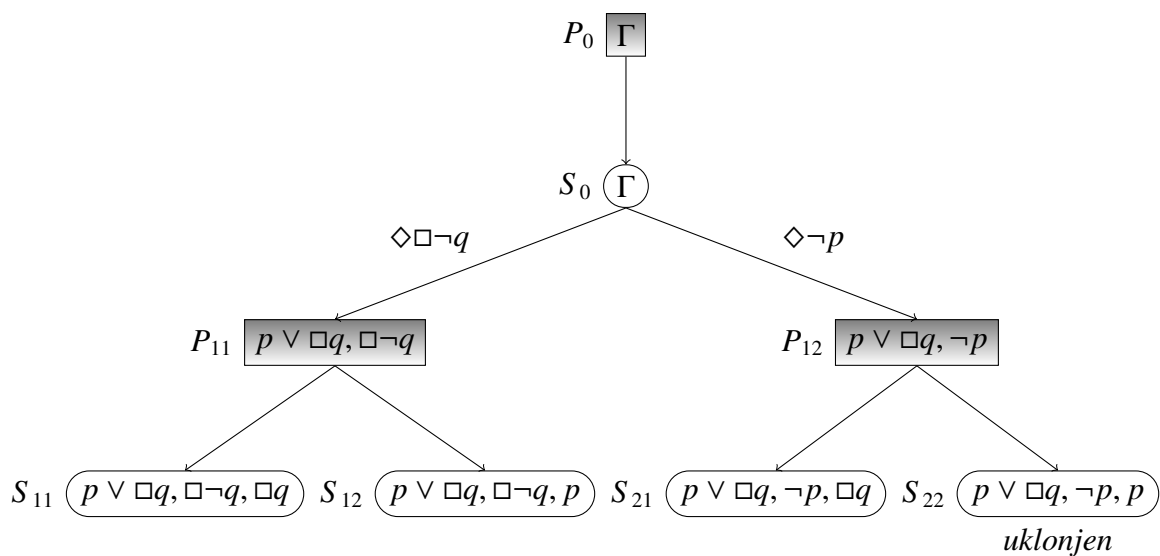 P₀ Γ
S₀ Γ
◇□¬q ◇¬p
P₁₁ p ∨ □q, □¬q P₁₂ p ∨ □q, ¬p
S₁₁ p ∨ □q, □¬q, □q S₁₂ p ∨ □q, □¬q, p S₂₁ p ∨ □q, ¬p, □q S₂₂ p ∨ □q, ¬p, p
uklonjen